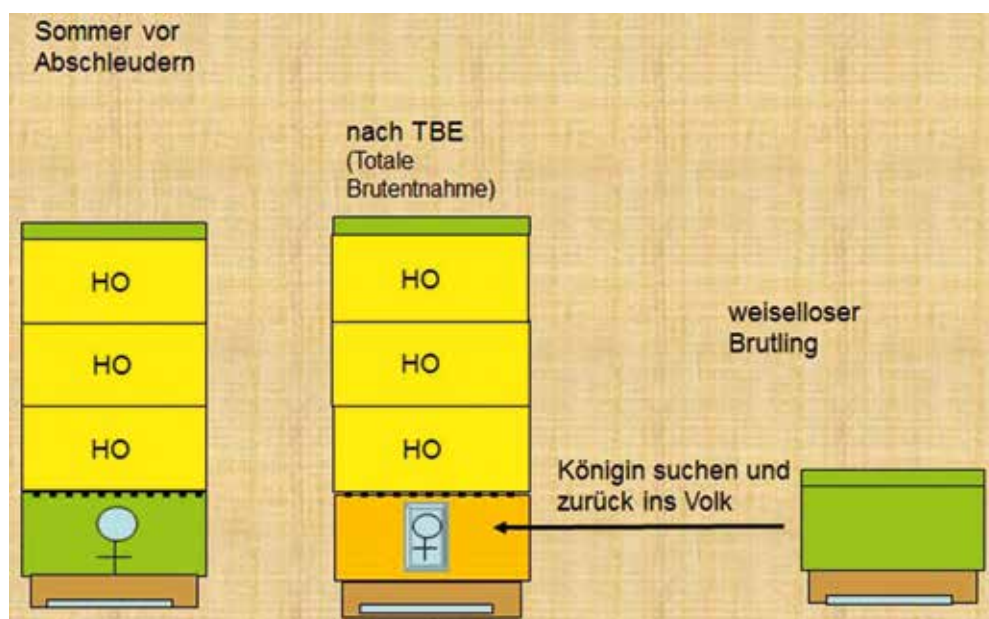 Sommer vor
Abschleudern
nach TBE
(Totale
Brutentnahme)
HO
HO
HO
HO
HO
HO
weiselloser
Brutling
Königin suchen und
zurück ins Volk